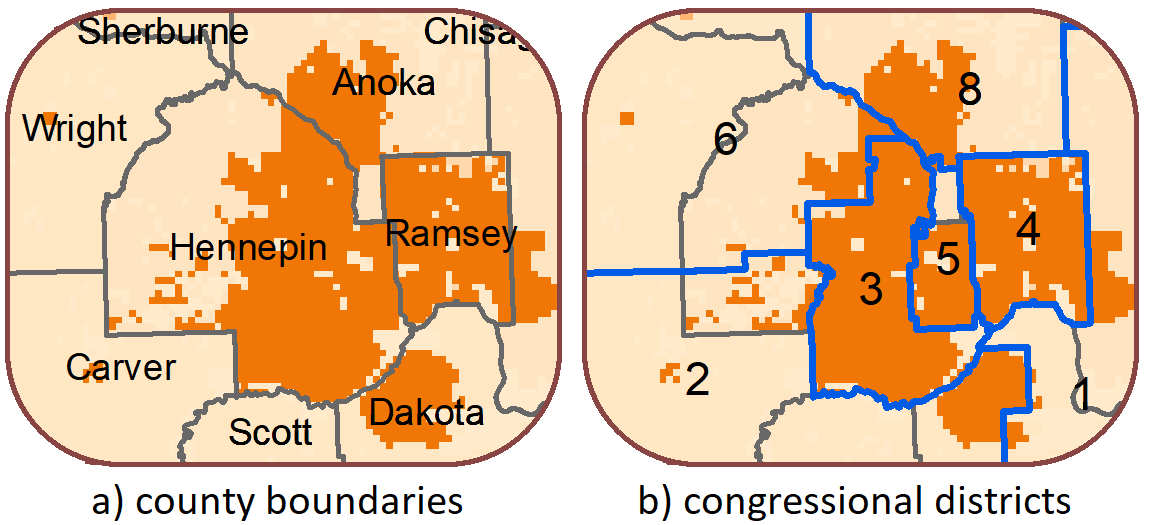 Sherburne
Chisag
Anoka
Wright
Hennepin
Ramsey
Carver
Dakota
Scott
a) county boundaries
8
6
4
5
3
2
1
b) congressional districts